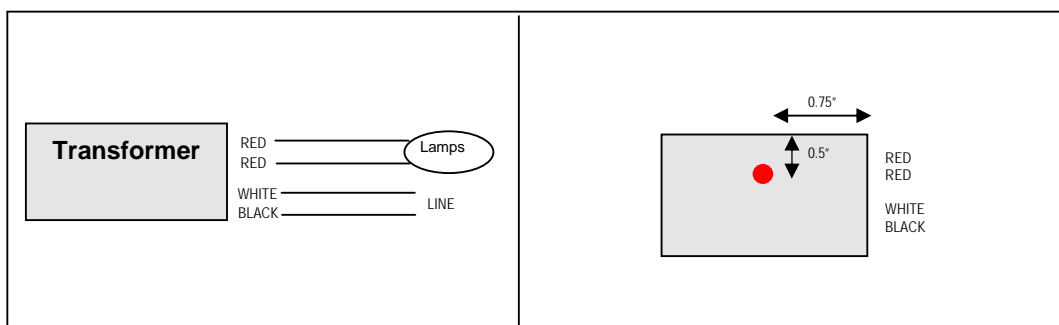 Transformer
RED
RED
WHITE
BLACK
Lamps
LINE
0.75"
0.5"
RED
RED
WHITE
BLACK